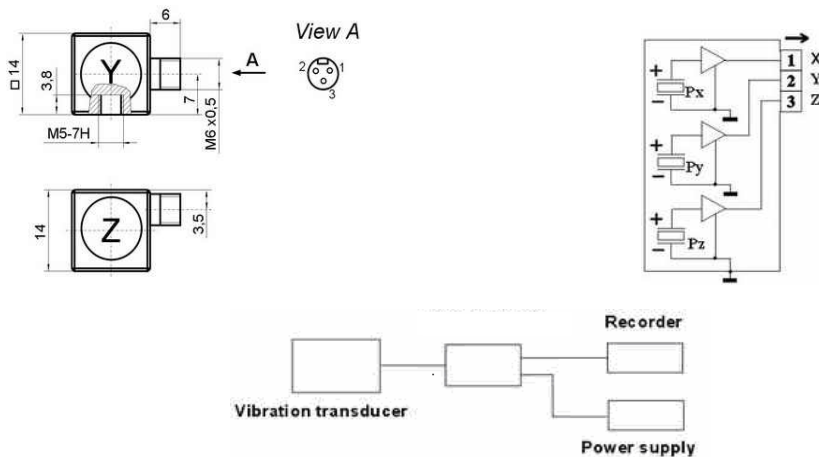 6
View A
□ 14
3,8
Y
A
2
1
3
7
M5-7H
M6 x0,5
14
Z
3,5
1 X
2 Y
3 Z
+
Px
−
+
Py
−
+
Pz
−
Recorder
Vibration transducer
Power supply